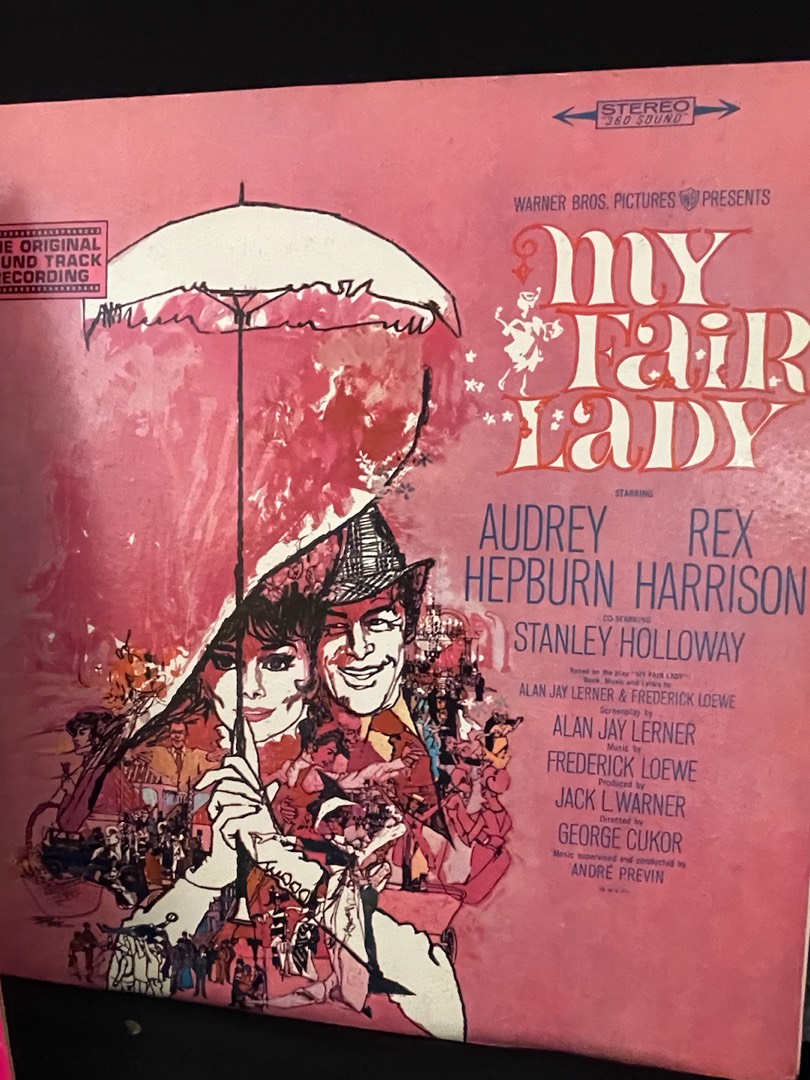 STEREO
"360 SOUND"
WARNER BROS. PICTURES WB PRESENTS
HE ORIGINAL
UND TRACK
ECORDING
MY
FAIR
LADY
STARRING
AUDREY HEPBURN
REX HARRISON
CO-STARRING
STANLEY HOLLOWAY
Based on the play "MY FAIR LADY"
Book, Music and Lyrics by
ALAN JAY LERNER & FREDERICK LOEWE
Screenplay by
ALAN JAY LERNER
Music by
FREDERICK LOEWE
Produced by
JACK L. WARNER
Directed by
GEORGE CUKOR
Music supervised and conducted by
ANDRÉ PREVIN